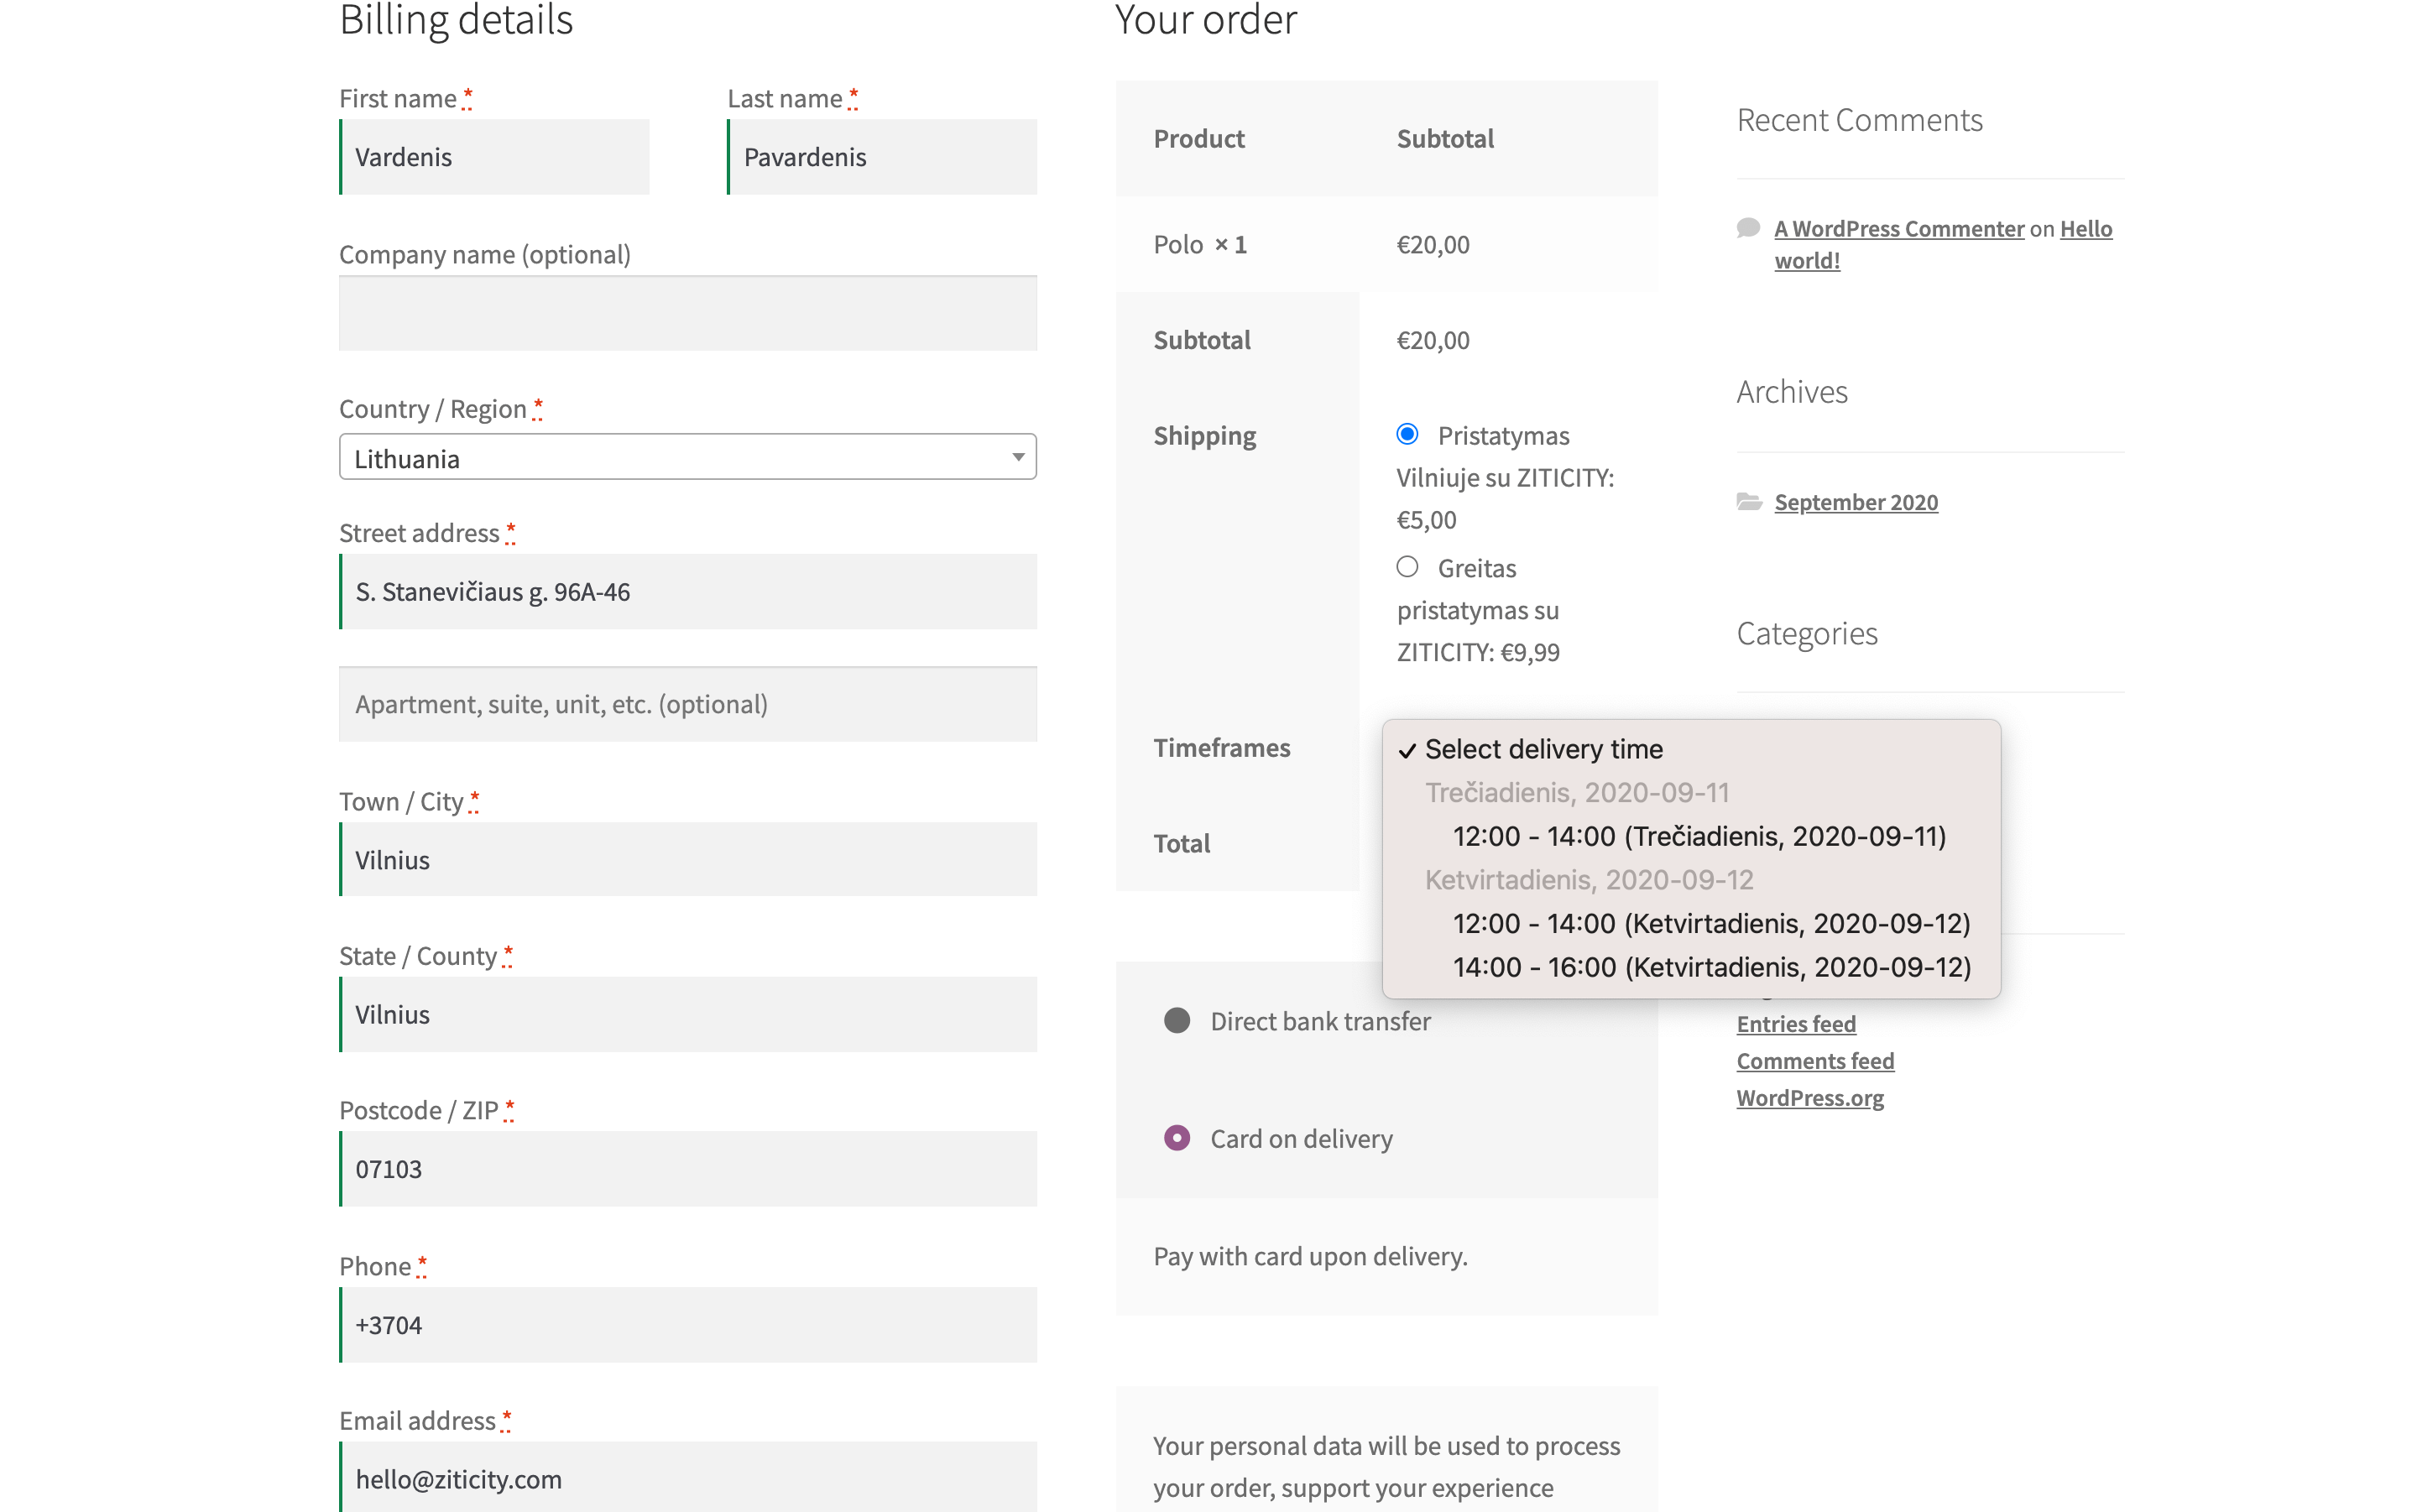 Billing details
First name *
Last name *
Vardenis
Pavardenis
Company name (optional)
Country / Region *
Lithuania
Street address *
S. Stanevičiaus g. 96A-46
Apartment, suite, unit, etc. (optional)
Town / City *
Vilnius
State / County *
Vilnius
Postcode / ZIP *
07103
Phone *
+3704
Email address *
hello@ziticity.com
Your order
Product
Subtotal
Polo × 1
€20,00
Subtotal
€20,00
Shipping
Pristatymas
Vilniuje su ZITICITY:
€5,00
Greitas
pristatymas su
ZITICITY: €9,99
Timeframes
✓ Select delivery time
Trečiadienis, 2020-09-11
12:00 - 14:00 (Trečiadienis, 2020-09-11)
Ketvirtadienis, 2020-09-12
12:00 - 14:00 (Ketvirtadienis, 2020-09-12)
14:00 - 16:00 (Ketvirtadienis, 2020-09-12)
Total
Direct bank transfer
Card on delivery
Pay with card upon delivery.
Your personal data will be used to process
your order, support your experience
Recent Comments
A WordPress Commenter on Hello
world!
Archives
September 2020
Categories
Entries feed
Comments feed
WordPress.org